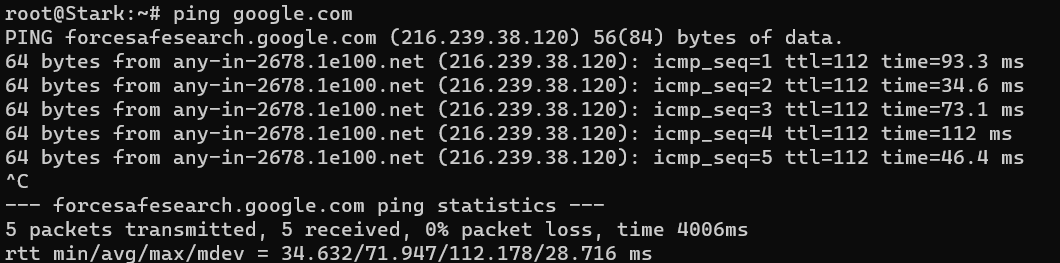 root@Stark:~# ping google.com
PING forcesafesearch.google.com (216.239.38.120) 56(84) bytes of data.
64 bytes from any-in-2678.1e100.net (216.239.38.120): icmp_seq=1 ttl=112 time=93.3 ms
64 bytes from any-in-2678.1e100.net (216.239.38.120): icmp_seq=2 ttl=112 time=34.6 ms
64 bytes from any-in-2678.1e100.net (216.239.38.120): icmp_seq=3 ttl=112 time=73.1 ms
64 bytes from any-in-2678.1e100.net (216.239.38.120): icmp_seq=4 ttl=112 time=112 ms
64 bytes from any-in-2678.1e100.net (216.239.38.120): icmp_seq=5 ttl=112 time=46.4 ms
^C
--- forcesafesearch.google.com ping statistics ---
5 packets transmitted, 5 received, 0% packet loss, time 4006ms
rtt min/avg/max/mdev = 34.632/71.947/112.178/28.716 ms